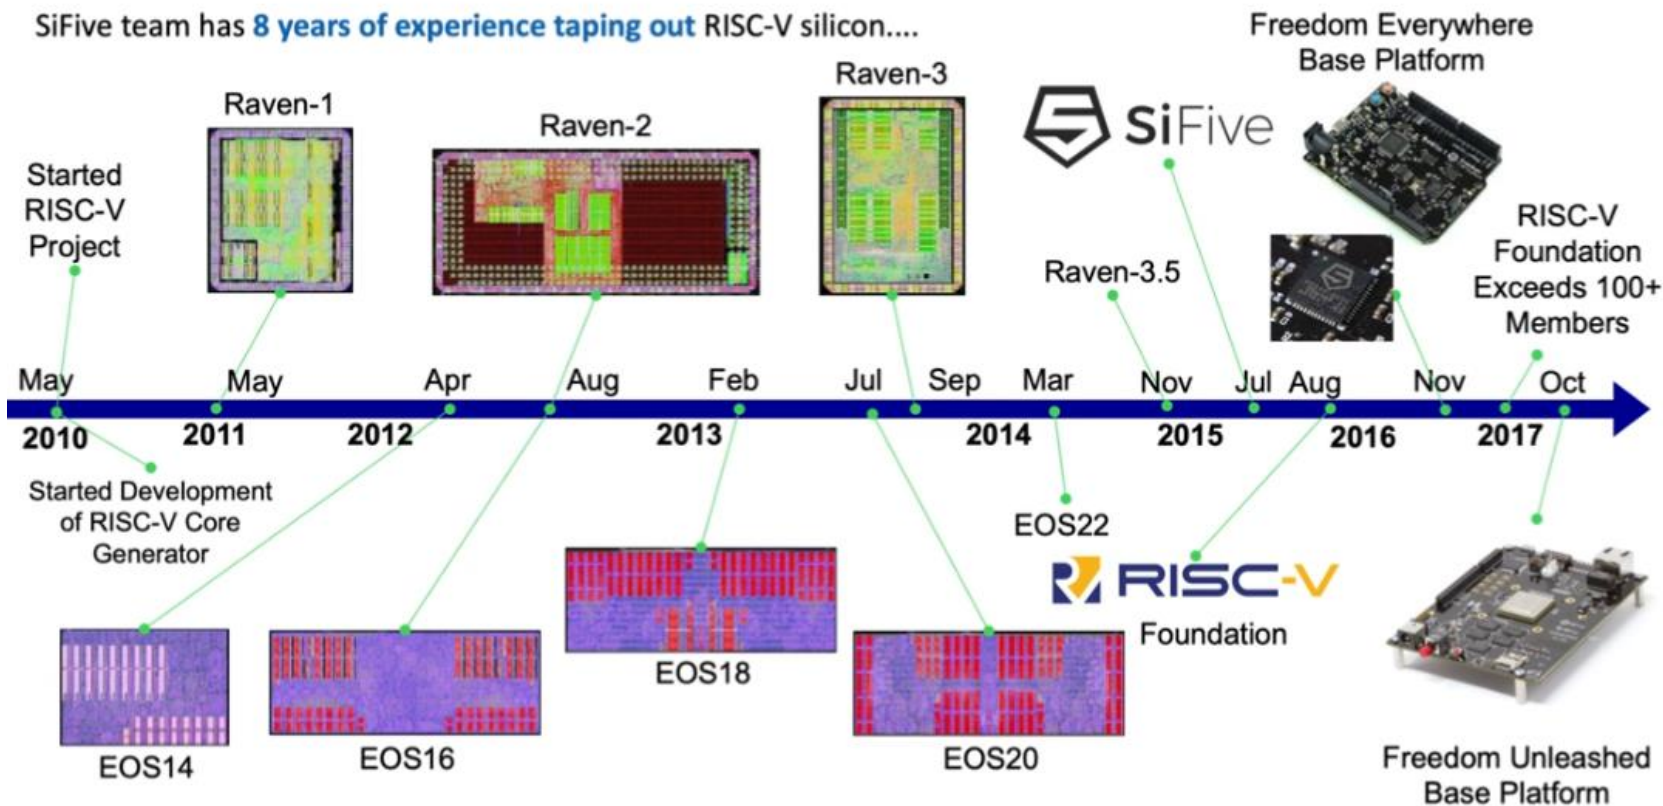 SiFive team has 8 years of experience taping out RISC-V silicon....
Freedom Everywhere
Base Platform
Raven-1
Raven-2
Raven-3
SiFive
Started
RISC-V
Project
Raven-3.5
RISC-V
Foundation
Exceeds 100+
Members
May
May
Apr
Aug
Feb
Jul
Sep
Mar
Nov
Jul
Aug
Nov
Oct
2010
2011
2012
2013
2014
2015
2016
2017
Started Development
of RISC-V Core
Generator
EOS14
EOS16
EOS18
EOS20
EOS22
RISC-V
Foundation
Freedom Unleashed
Base Platform